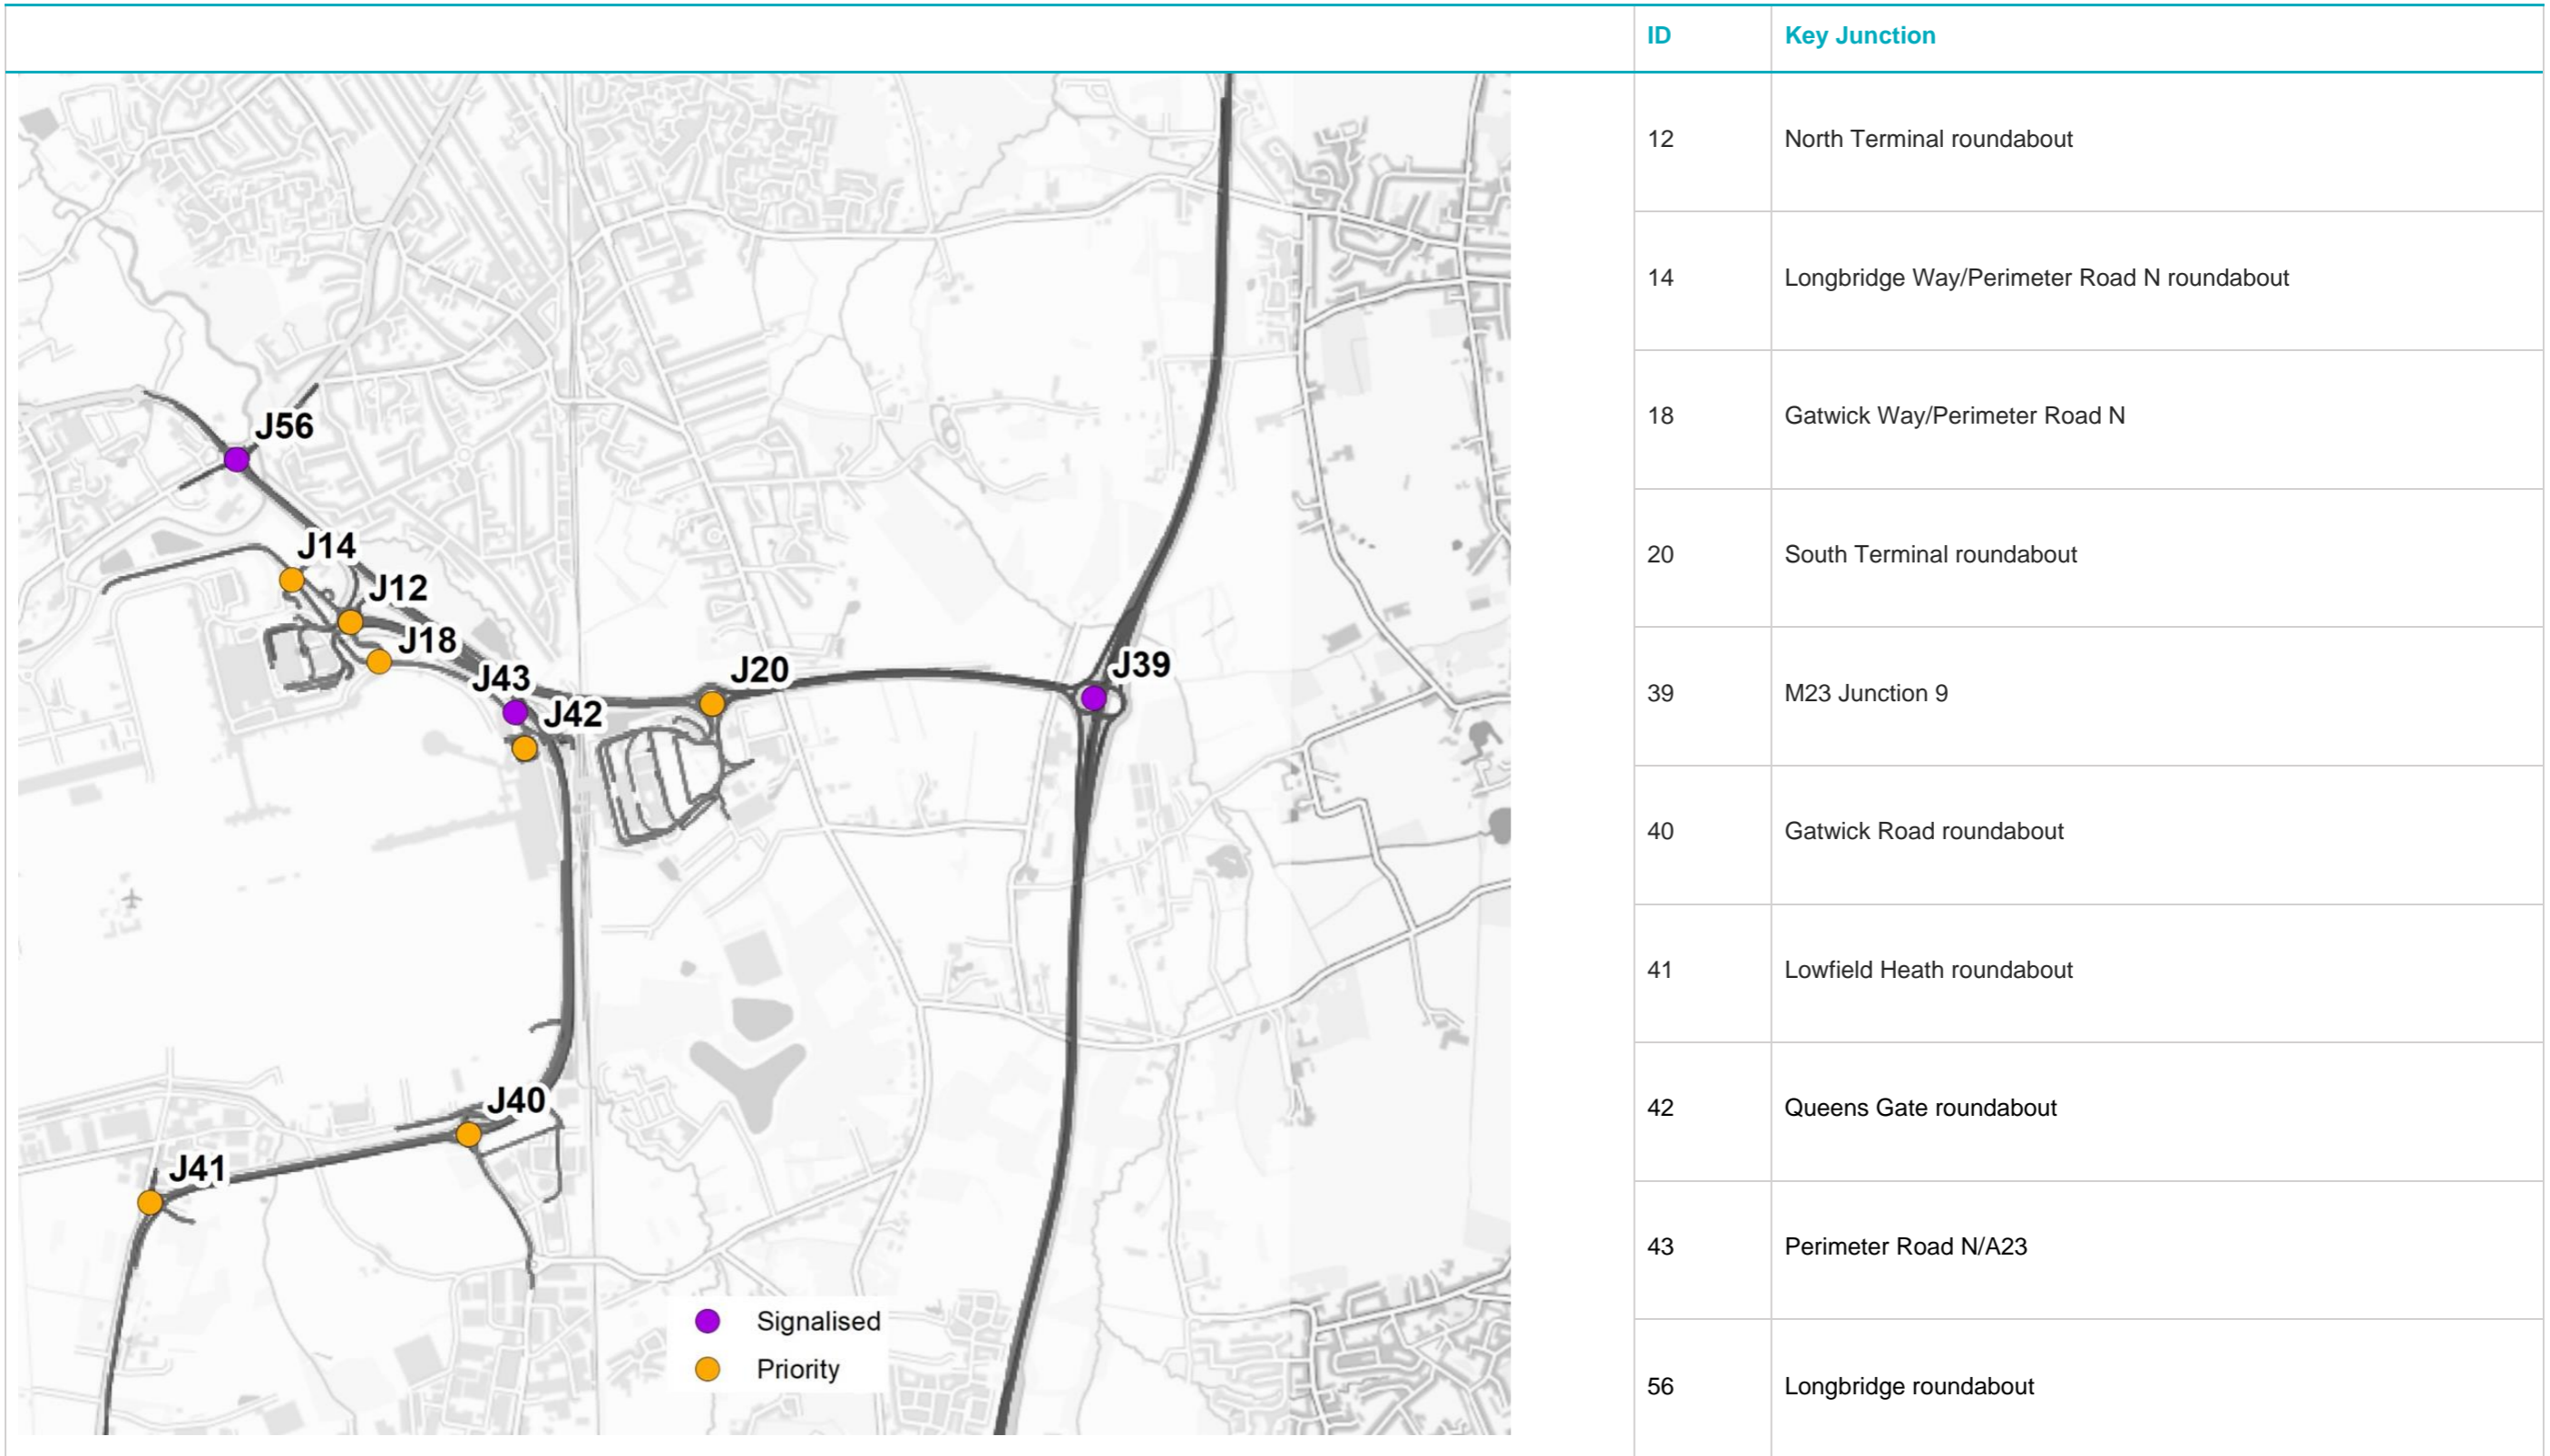 ID Key Junction
J56
J14
J12
J18
J43
J42
J20
J39
J40
J41
Signalised
Priority
12 North Terminal roundabout
14 Longbridge Way/Perimeter Road N roundabout
18 Gatwick Way/Perimeter Road N
20 South Terminal roundabout
39 M23 Junction 9
40 Gatwick Road roundabout
41 Lowfield Heath roundabout
42 Queens Gate roundabout
43 Perimeter Road N/A23
56 Longbridge roundabout